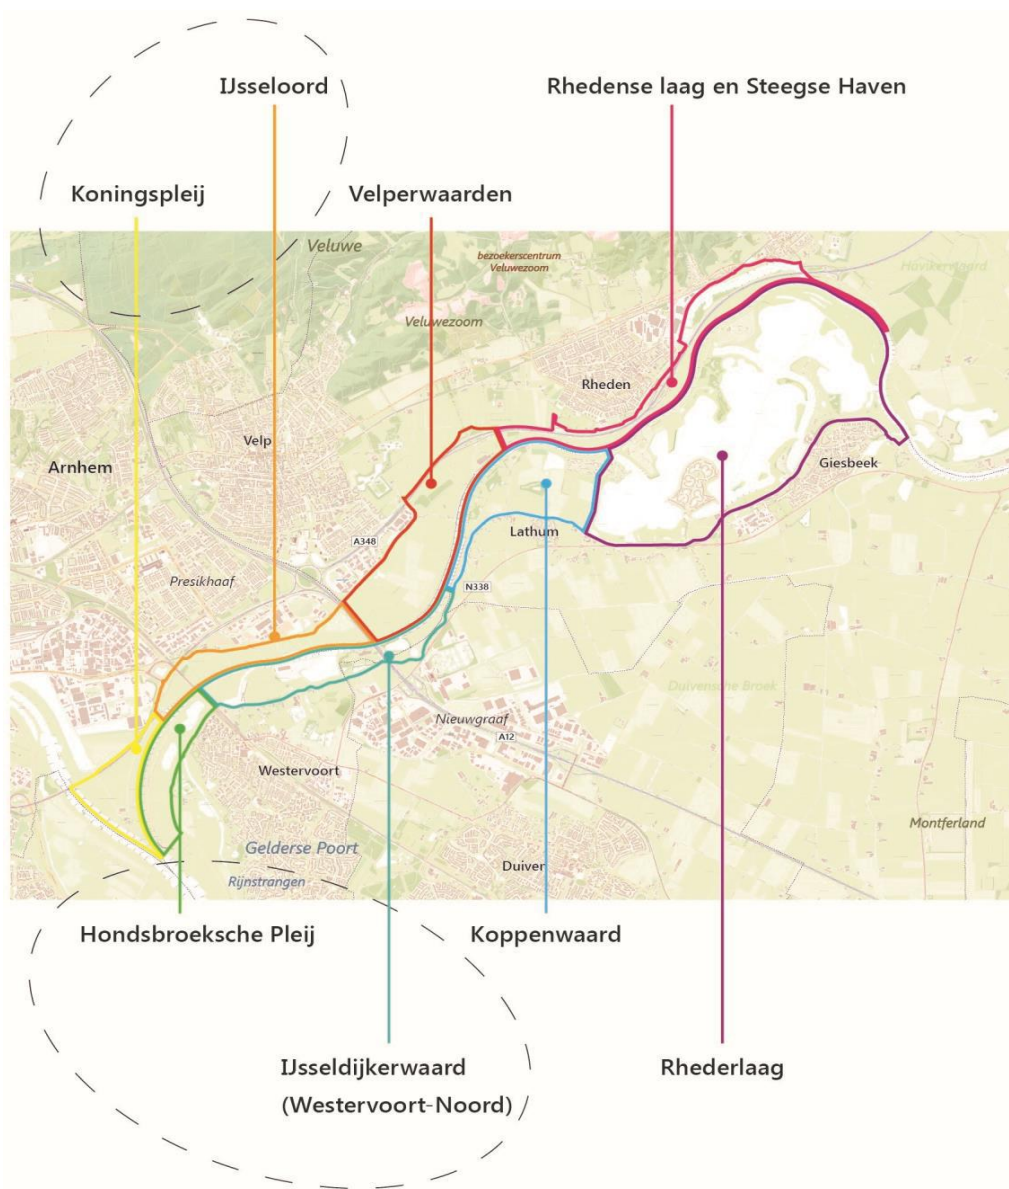 IJsseloord
Rhedense laag en Steegse Haven
Koningspleij
Velperwaarden
Veluwe
bezoekerscentrum
Veluwezoom
Havikerwaard
Veluwezoom
Rheden
Velp
Arnhem
Giesbeek
Lathum
A348
Presikhaaf
N338
Duivensche Broek
Nieuwgraaf
A12
Westervoort
Montferland
Gelderse Poort
Duiven
Rijnstrangen
Hondsbroeksche Pleij
Koppenwaard
IJsseldijkerwaard
(Westervoort-Noord)
Rhederlaag